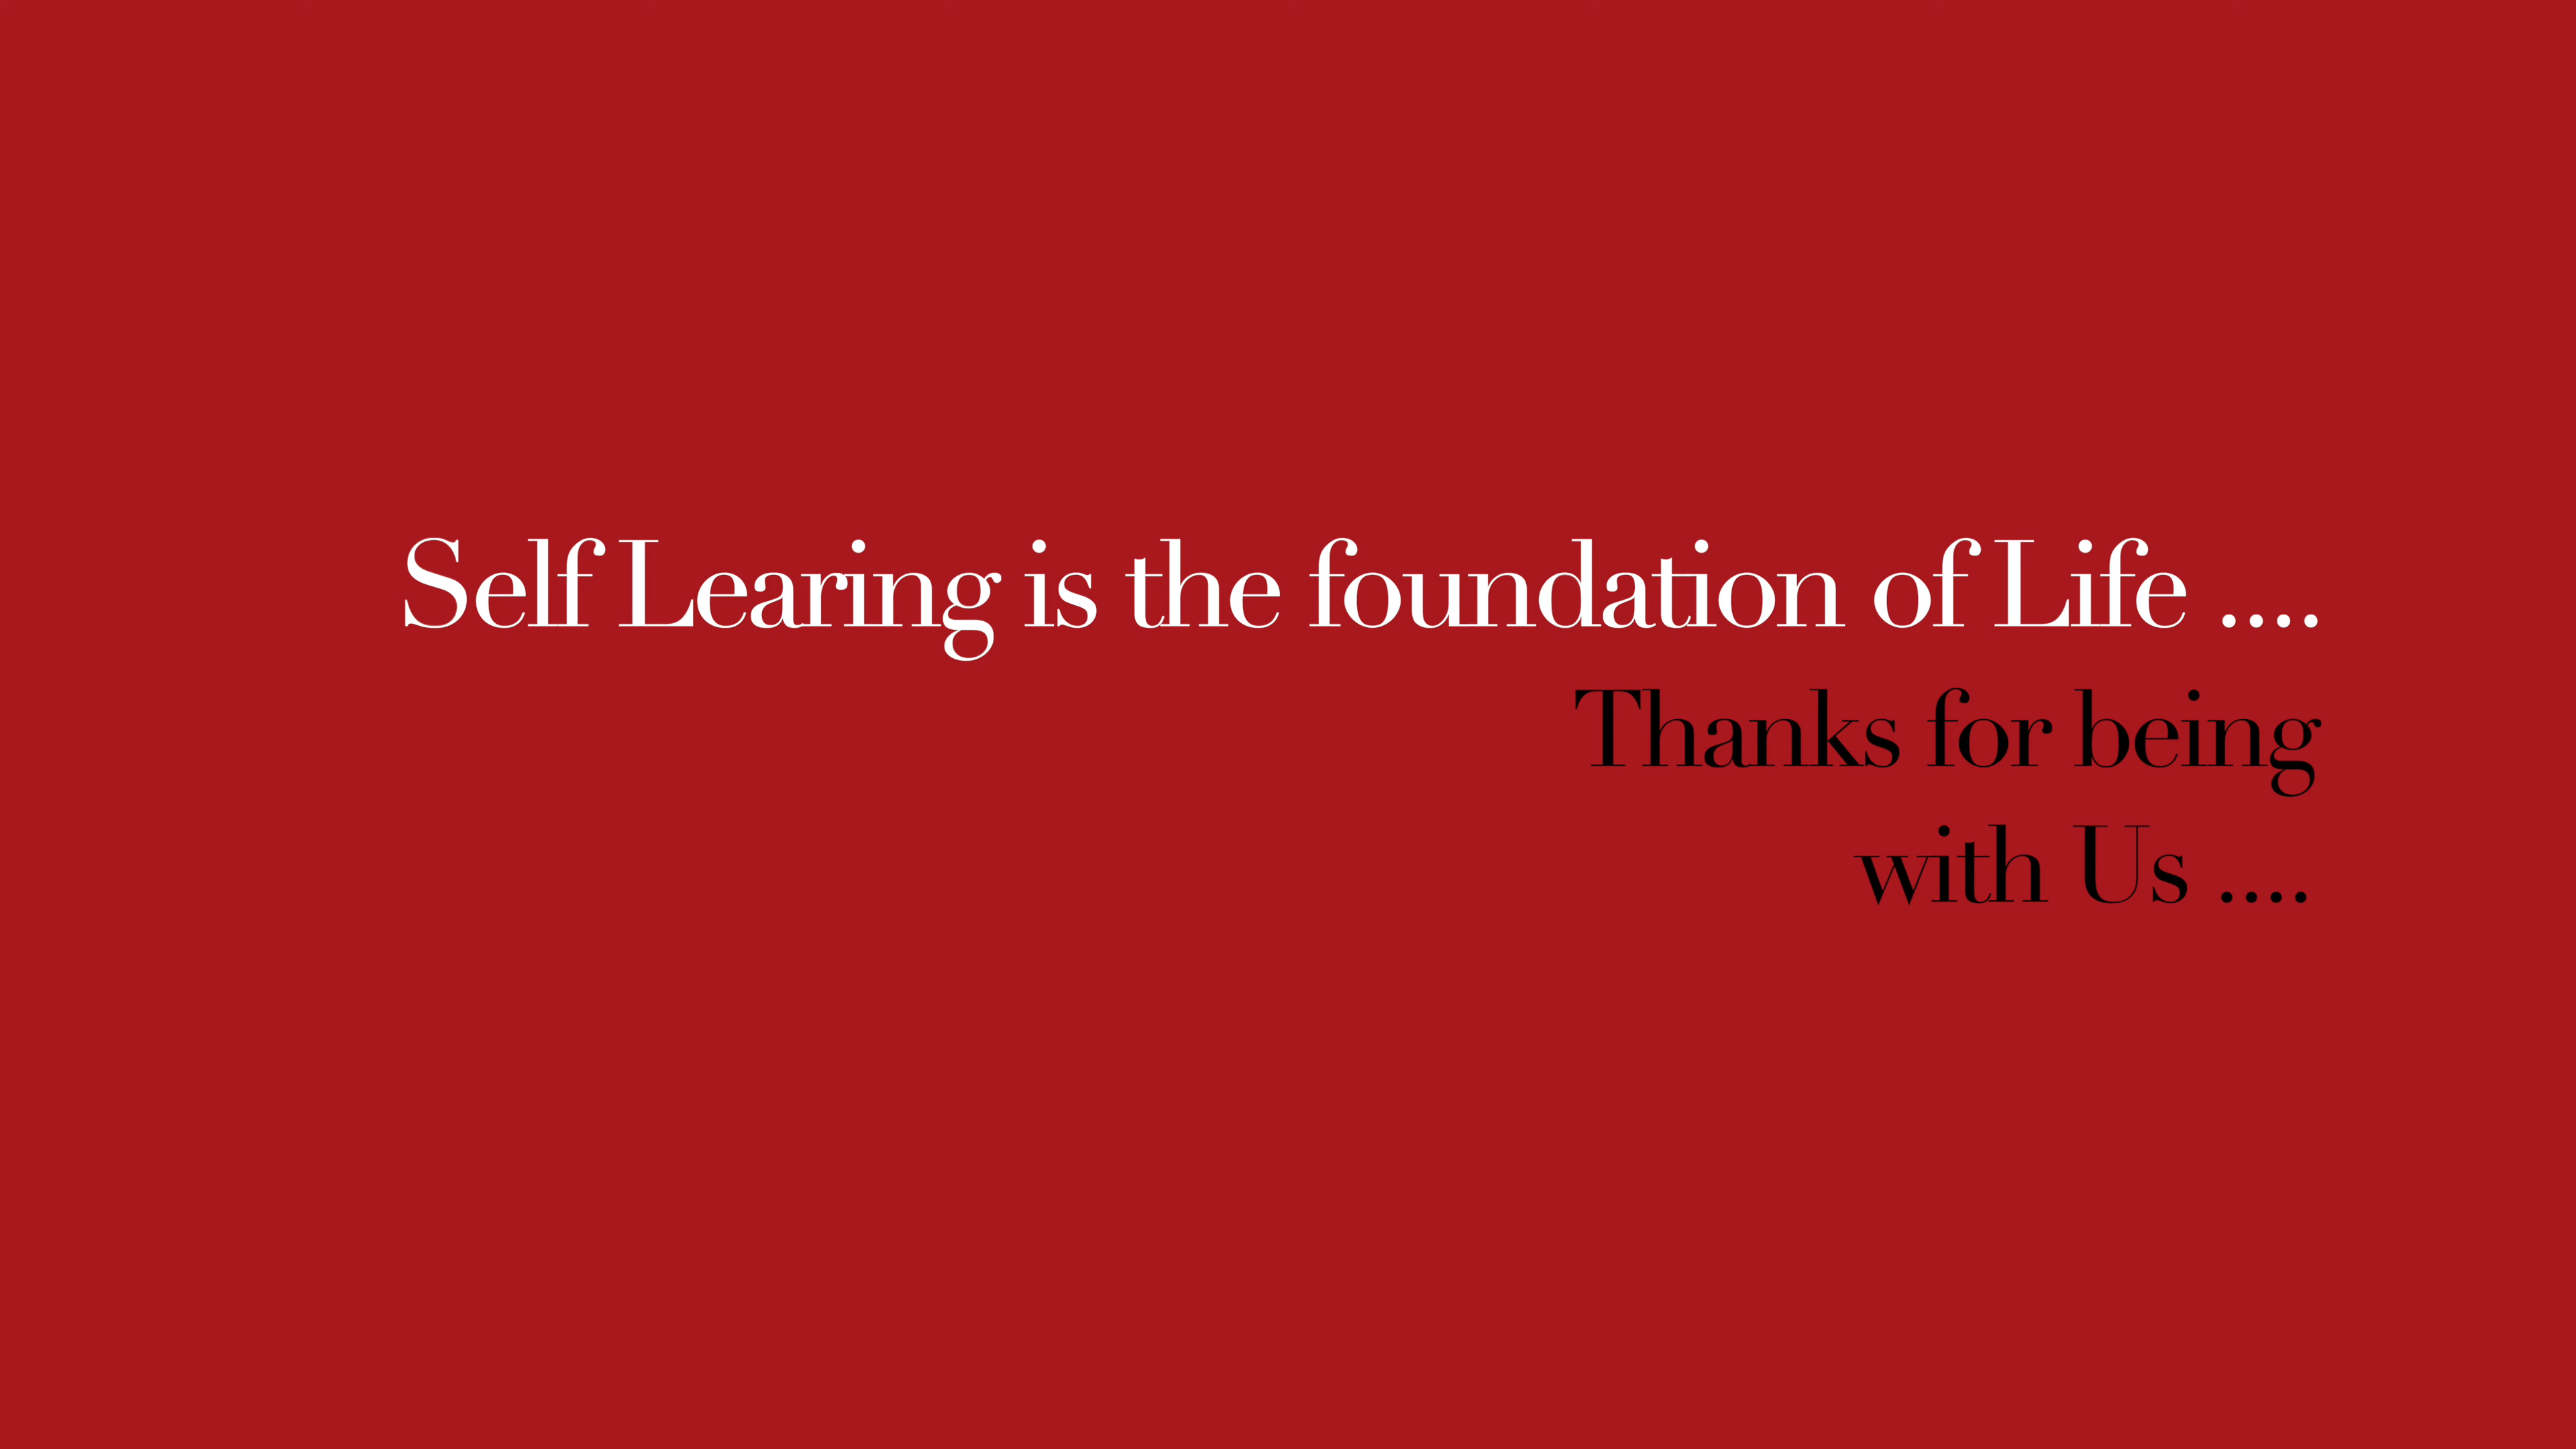 Self Learing is the foundation of Life ....
Thanks for being
with Us ....